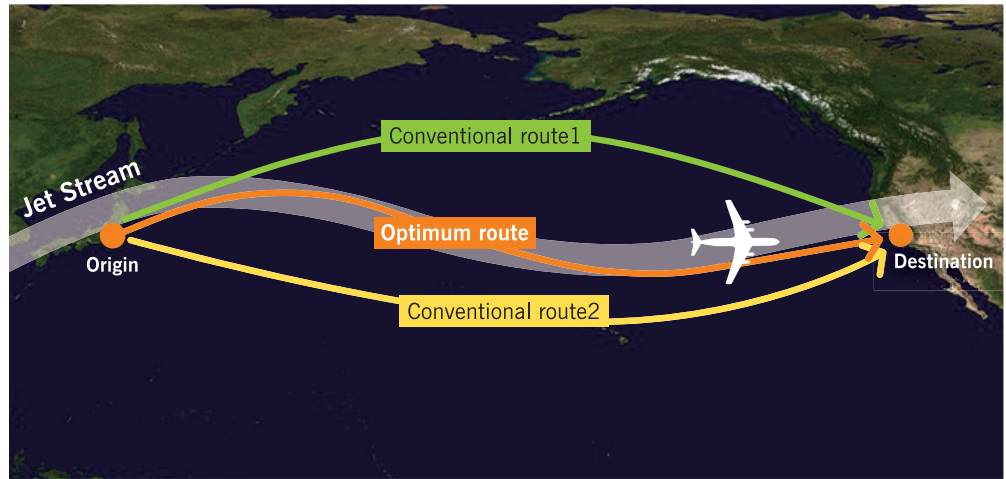 Conventional route1
Jet Stream
Optimum route
Origin
Destination
Conventional route2